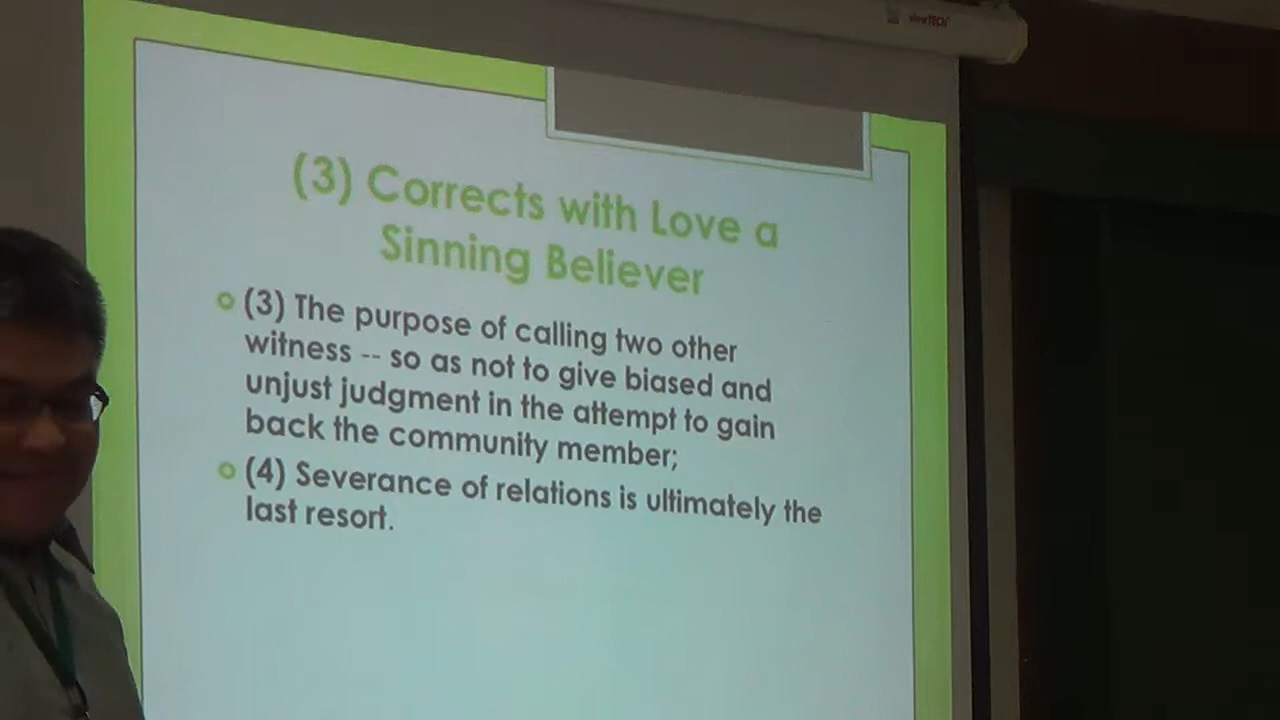 viewTECH
(3) Corrects with Love a
Sinning Believer
(3) The purpose of calling two other
witness -- so as not to give biased and
unjust judgment in the attempt to gain
back the community member;
(4) Severance of relations is ultimately the
last resort.